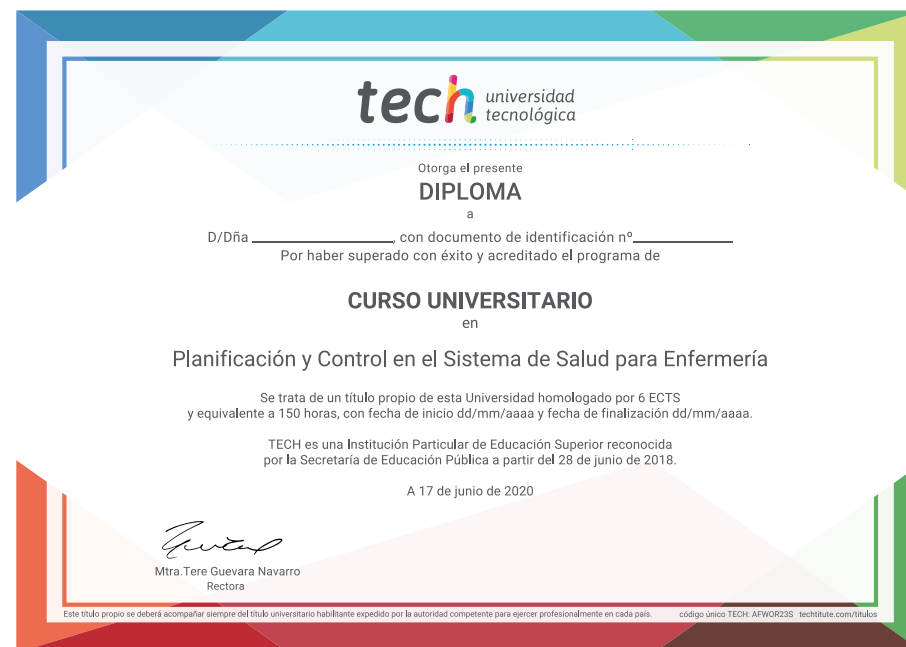 tech universidad
tecnológica
Otorga el presente
DIPLOMA
a
D/Dña ____________________, con documento de identificación nº______________
Por haber superado con éxito y acreditado el programa de
CURSO UNIVERSITARIO
en
Planificación y Control en el Sistema de Salud para Enfermería
Se trata de un título propio de esta Universidad homologado por 6 ECTS
y equivalente a 150 horas, con fecha de inicio dd/mm/aaaa y fecha de finalización dd/mm/aaaa.
TECH es una Institución Particular de Educación Superior reconocida
por la Secretaría de Educación Pública a partir del 28 de junio de 2018.
A 17 de junio de 2020
Mtra.Tere Guevara Navarro
Rectora
Este título propio se deberá acompañar siempre del título universitario habilitante expedido por la autoridad competente para ejercer profesionalmente en cada país. código único TECH: AFWOR23S techtitute.com/títulos